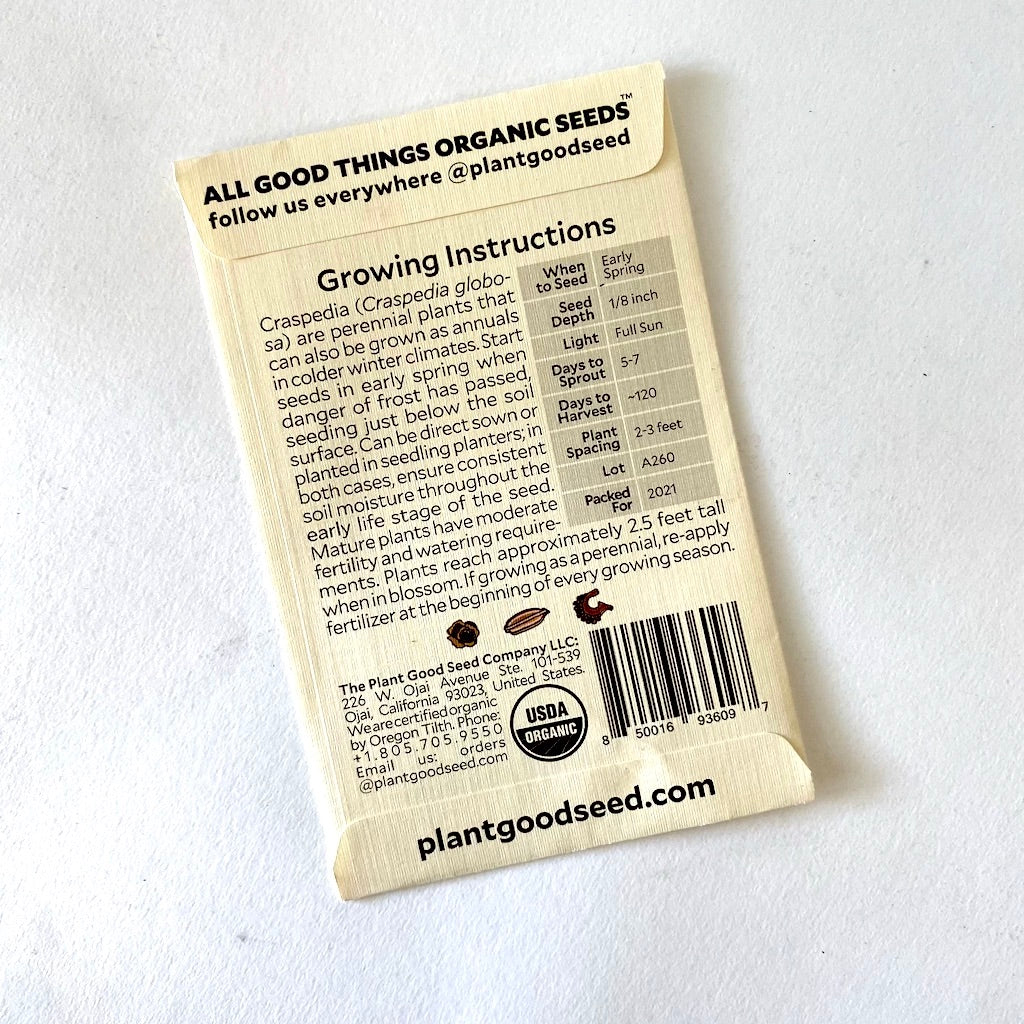 ALL GOOD THINGS ORGANIC SEEDS™
follow us everywhere @plantgoodseed
Growing Instructions
Craspedia (Craspedia globo-
sa) are perennial plants that
can also be grown as annuals
in colder winter climates. Start
seeds in early spring when
danger of frost has passed,
seeding just below the soil
surface. Can be direct sown or
planted in seedling planters; in
both cases, ensure consistent
soil moisture throughout the
early life stage of the seed.
Mature plants have moderate
fertility and watering require-
ments. Plants reach approximately 2.5 feet tall
when in blossom. If growing as a perennial, re-apply
fertilizer at the beginning of every growing season.
When to Seed Early Spring
Seed Depth 1/8 inch
Light Full Sun
Days to Sprout 5-7
Days to Harvest ~120
Plant Spacing 2-3 feet
Lot A260
Packed For 2021
The Plant Good Seed Company LLC:
226 W. Ojai Avenue Ste. 101-539
Ojai, California 93023, United States.
We are certified organic
by Oregon Tilth. Phone:
+1.805.705.9550
Email us: orders
@plantgoodseed.com
USDA
ORGANIC
8 50016 93609 7
plantgoodseed.com